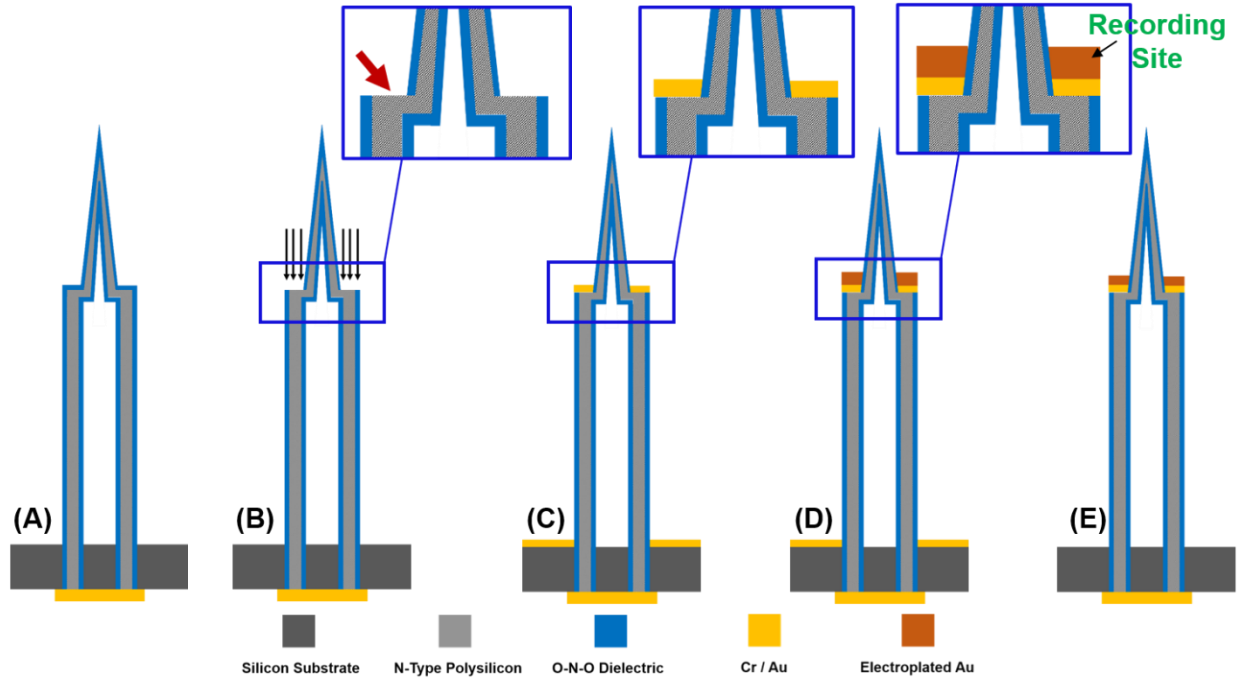 Recording
Site
(A)
(B)
(C)
(D)
(E)
Silicon Substrate
N-Type Polysilicon
O-N-O Dielectric
Cr / Au
Electroplated Au